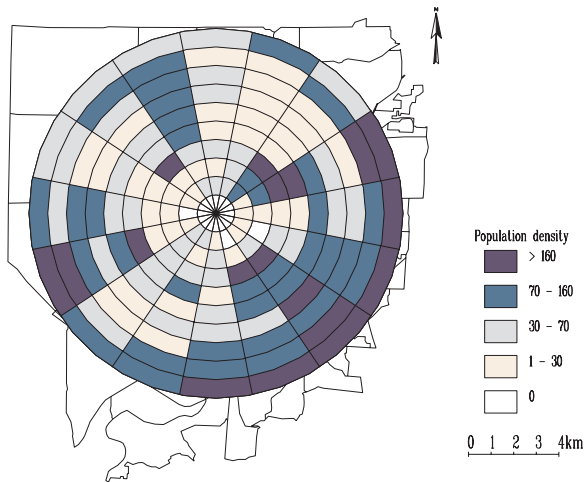 N
Population density
> 160
70 - 160
30 - 70
1 - 30
0
0 1 2 3 4km